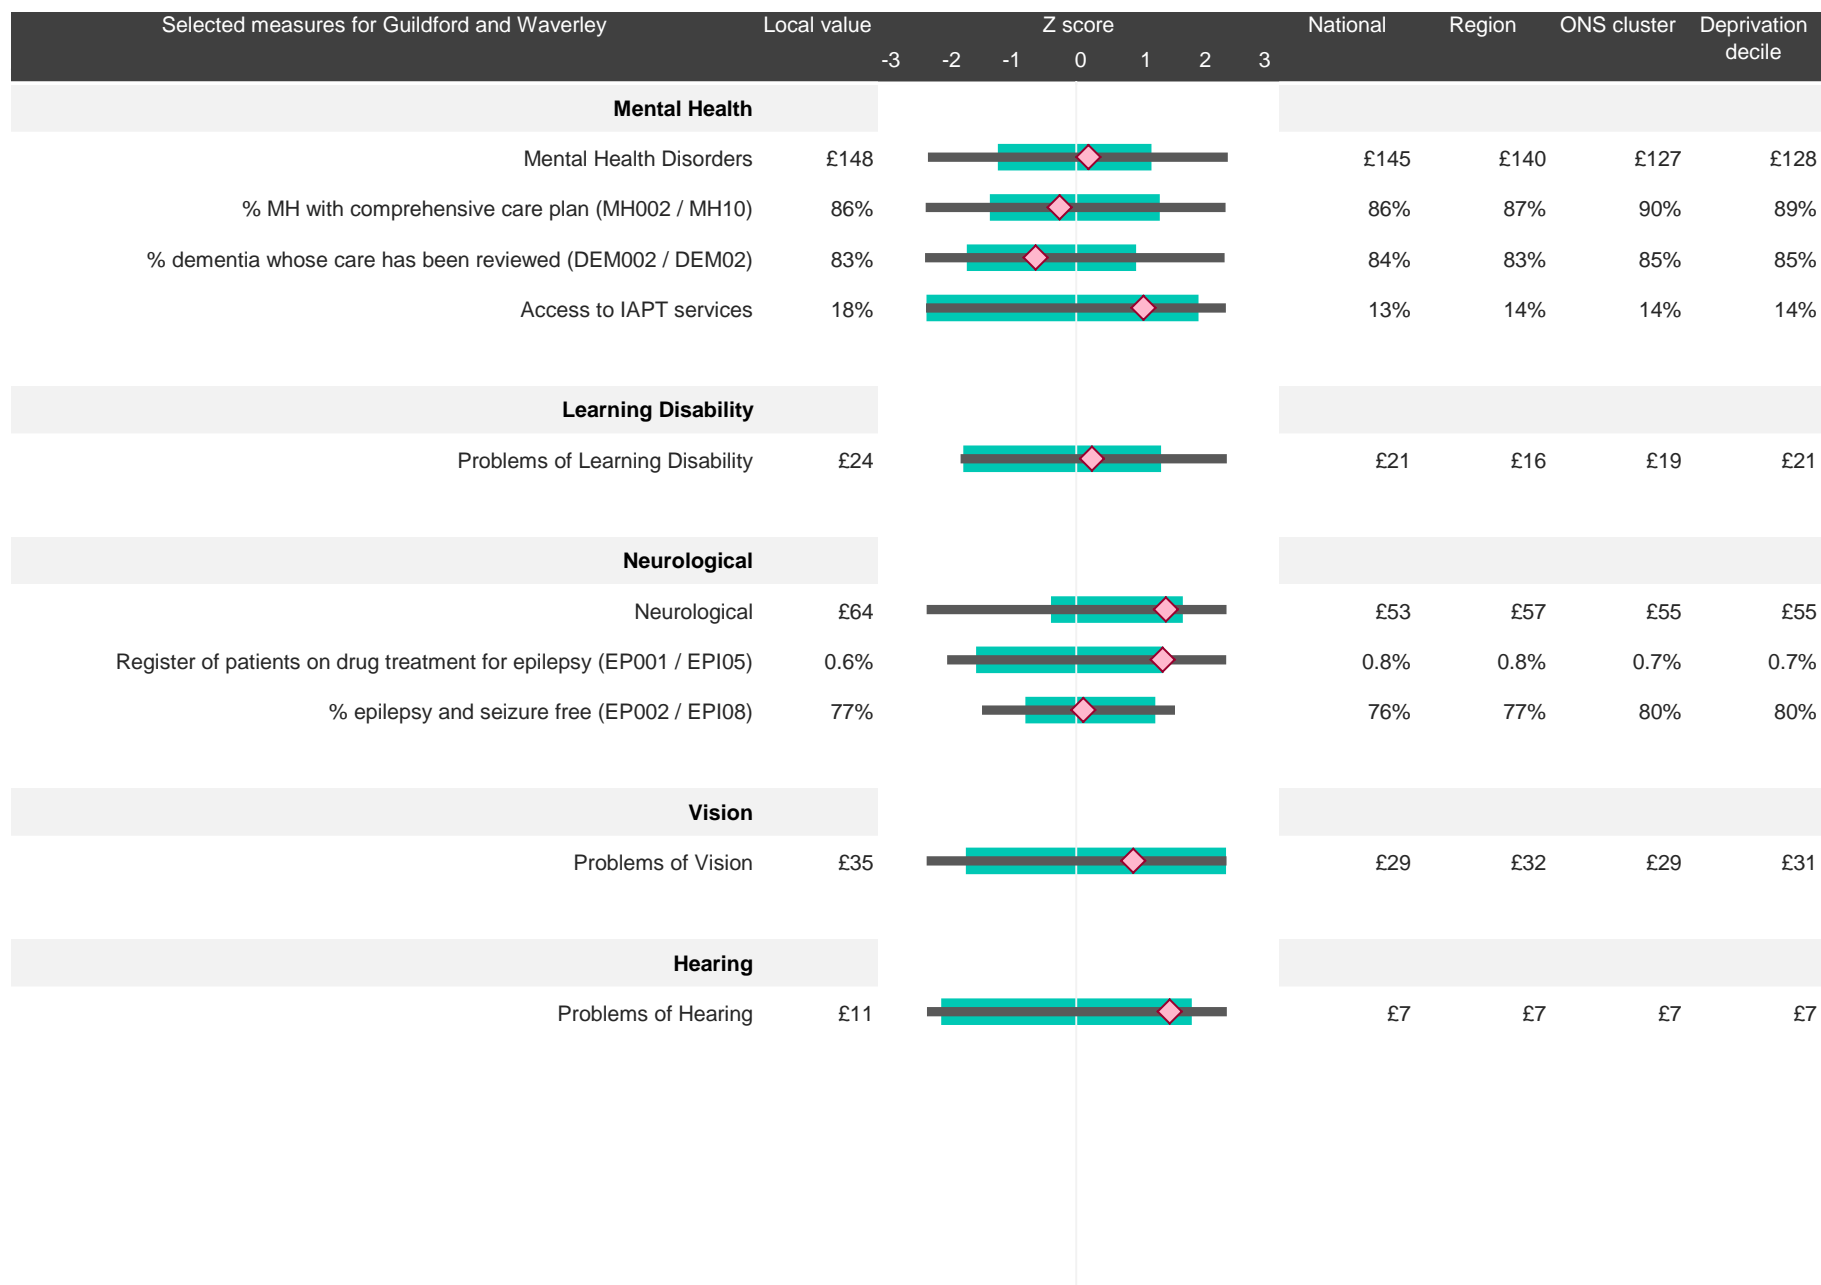 Selected measures for Guildford and Waverley Local value Z score National Region ONS cluster Deprivation decile
-3 -2 -1 0 1 2 3
Mental Health
Mental Health Disorders £148 £145 £140 £127 £128
% MH with comprehensive care plan (MH002 / MH10) 86% 86% 87% 90% 89%
% dementia whose care has been reviewed (DEM002 / DEM02) 83% 84% 83% 85% 85%
Access to IAPT services 18% 13% 14% 14% 14%
Learning Disability
Problems of Learning Disability £24 £21 £16 £19 £21
Neurological
Neurological £64 £53 £57 £55 £55
Register of patients on drug treatment for epilepsy (EP001 / EPI05) 0.6% 0.8% 0.8% 0.7% 0.7%
% epilepsy and seizure free (EP002 / EPI08) 77% 76% 77% 80% 80%
Vision
Problems of Vision £35 £29 £32 £29 £31
Hearing
Problems of Hearing £11 £7 £7 £7 £7